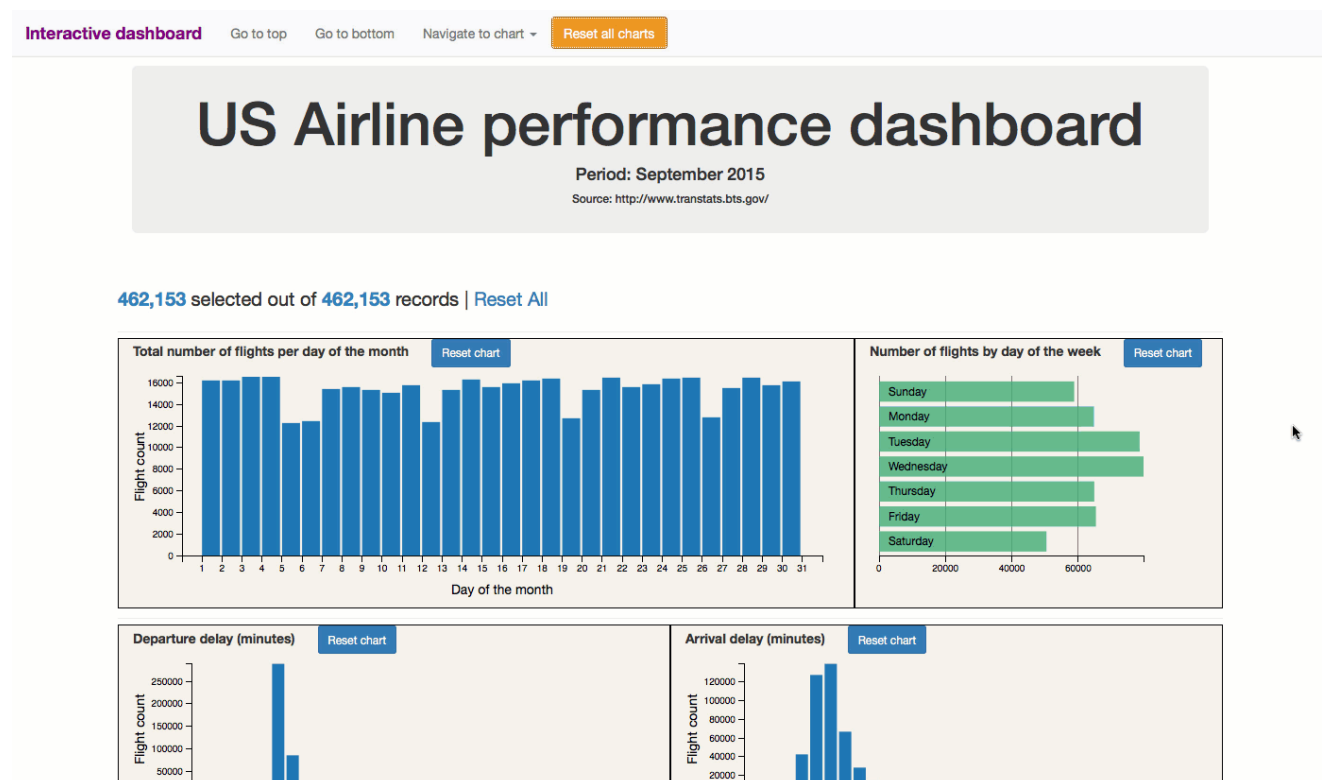 Interactive dashboard Go to top Go to bottom Navigate to chart Reset all charts
US Airline performance dashboard
Period: September 2015
Source: http://www.transtats.bts.gov/
462,153 selected out of 462,153 records | Reset All
Total number of flights per day of the month Reset chart
16000
14000
12000
10000
8000
6000
4000
2000
0
Flight count
1 2 3 4 5 6 7 8 9 10 11 12 13 14 15 16 17 18 19 20 21 22 23 24 25 26 27 28 29 30 31
Day of the month
Number of flights by day of the week Reset chart
Sunday
Monday
Tuesday
Wednesday
Thursday
Friday
Saturday
0 20000 40000 60000
Departure delay (minutes) Reset chart
250000
200000
150000
100000
50000
Flight count
Arrival delay (minutes) Reset chart
120000
100000
80000
60000
40000
20000
Flight count